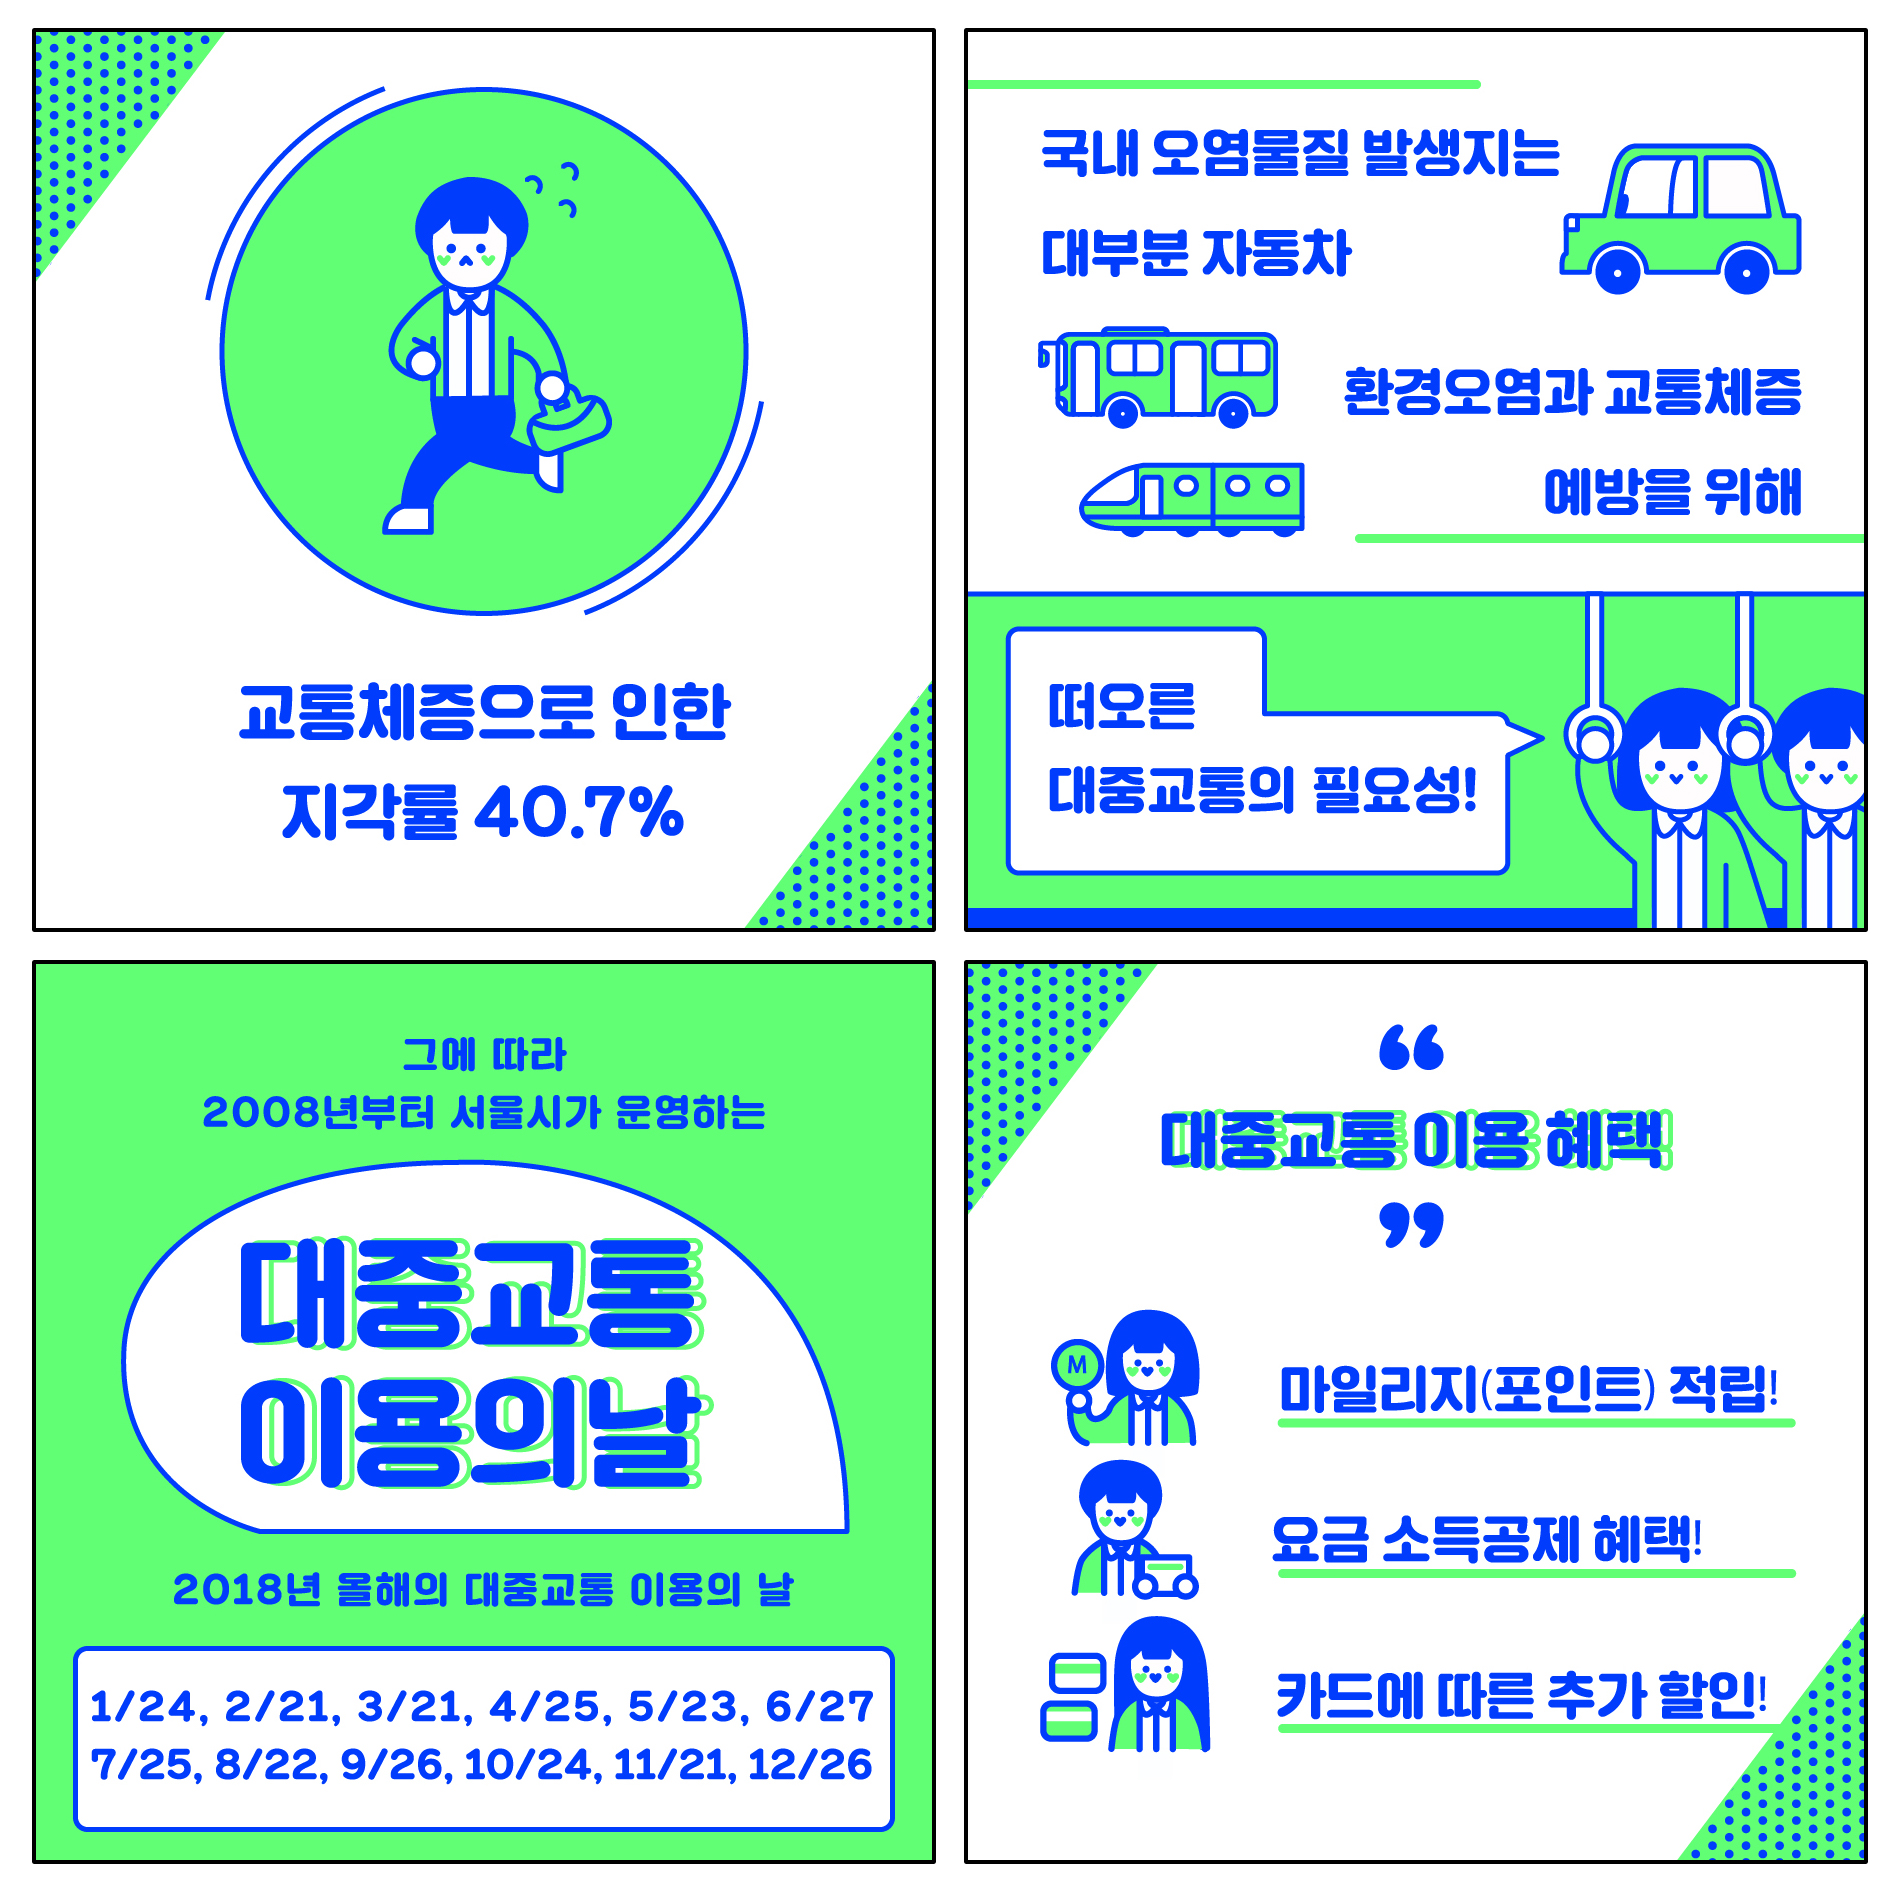 교통체증으로 인한
지각률 40.7%
국내 오염물질 발생지는
대부분 자동차
환경오염과 교통체증
예방을 위해
떠오른
대중교통의 필요성!
그에 따라
2008년부터 서울시가 운영하는
대중교통
이용의날
2018년 올해의 대중교통 이용의 날
1/24, 2/21, 3/21, 4/25, 5/23, 6/27
7/25, 8/22, 9/26, 10/24, 11/21, 12/26
“
대중교통 이용 혜택
”
M
마일리지(포인트) 적립!
요금 소득공제 혜택!
카드에 따른 추가 할인!